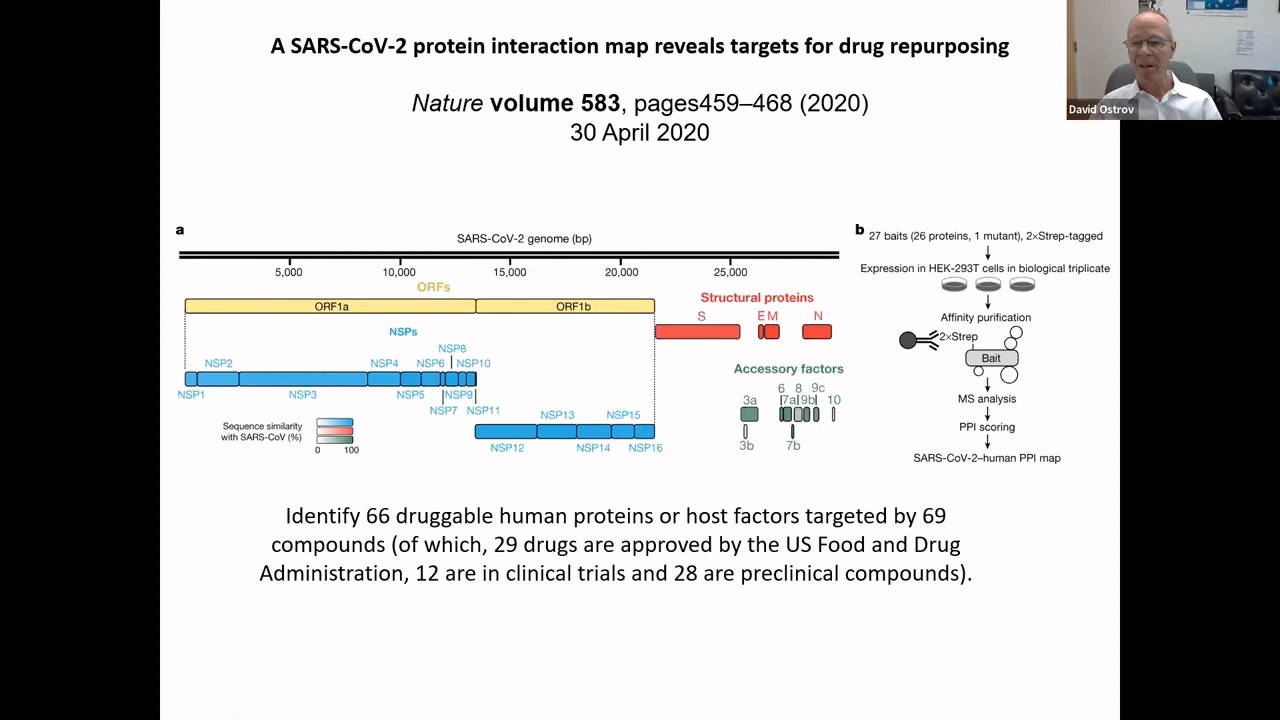 A SARS-CoV-2 protein interaction map reveals targets for drug repurposing
Nature volume 583, pages459–468 (2020)
30 April 2020
David Ostrov
a
SARS-CoV-2 genome (bp)
5,000 10,000 15,000 20,000 25,000
ORFs
ORF1a ORF1b
NSPs
NSP8
NSP2 NSP4 NSP6 NSP10
NSP1 NSP3 NSP5 NSP9
NSP7 NSP11
NSP13 NSP15
NSP12 NSP14 NSP16
Sequence similarity
with SARS-CoV (%)
0 100
Structural proteins
S E M N
Accessory factors
6 8 9c
3a 7a 9b 10
3b 7b
b
27 baits (26 proteins, 1 mutant), 2×Strep-tagged
Expression in HEK-293T cells in biological triplicate
Affinity purification
2×Strep
Bait
MS analysis
PPI scoring
SARS-CoV-2–human PPI map
Identify 66 druggable human proteins or host factors targeted by 69
compounds (of which, 29 drugs are approved by the US Food and Drug
Administration, 12 are in clinical trials and 28 are preclinical compounds).